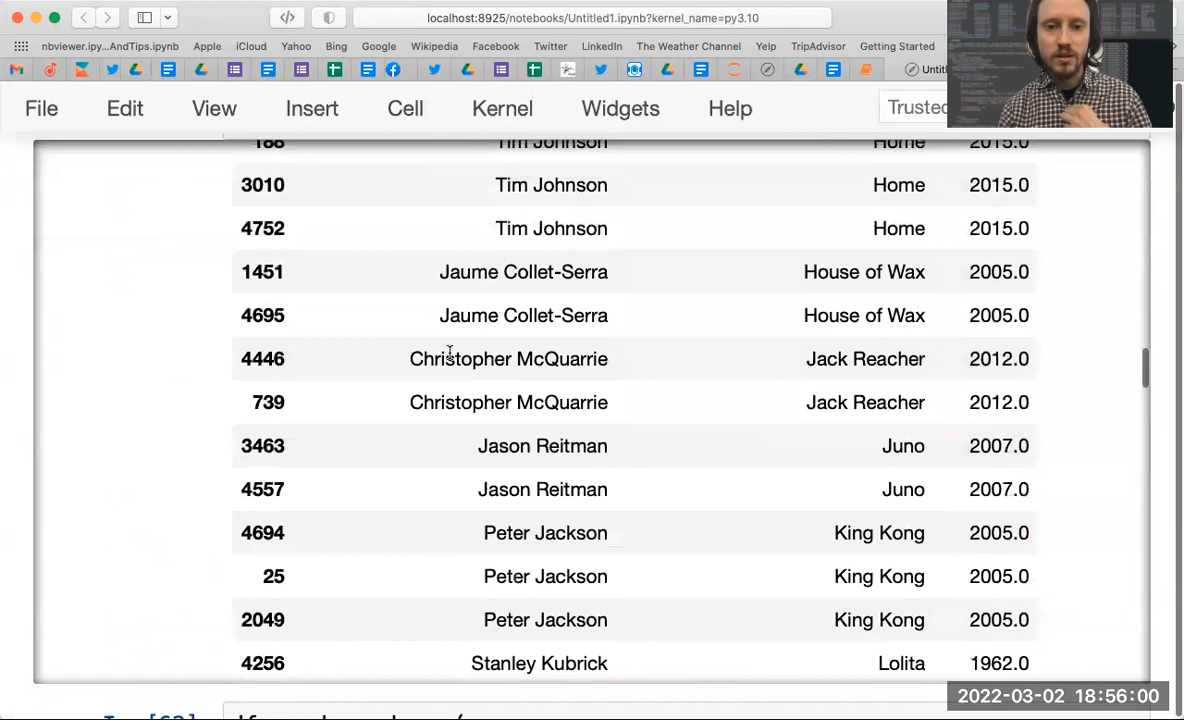 localhost:8925/notebooks/Untitled1.ipynb?kernel_name=py3.10
nbviewer.ipy...AndTips.ipynb Apple iCloud Yahoo Bing Google Wikipedia Facebook Twitter LinkedIn The Weather Channel Yelp TripAdvisor Getting Started
File Edit View Insert Cell Kernel Widgets Help Trusted
188 Tim Johnson Home 2015.0
3010 Tim Johnson Home 2015.0
4752 Tim Johnson Home 2015.0
1451 Jaume Collet-Serra House of Wax 2005.0
4695 Jaume Collet-Serra House of Wax 2005.0
4446 Christopher McQuarrie Jack Reacher 2012.0
739 Christopher McQuarrie Jack Reacher 2012.0
3463 Jason Reitman Juno 2007.0
4557 Jason Reitman Juno 2007.0
4694 Peter Jackson King Kong 2005.0
25 Peter Jackson King Kong 2005.0
2049 Peter Jackson King Kong 2005.0
4256 Stanley Kubrick Lolita 1962.0
2022-03-02 18:56:00